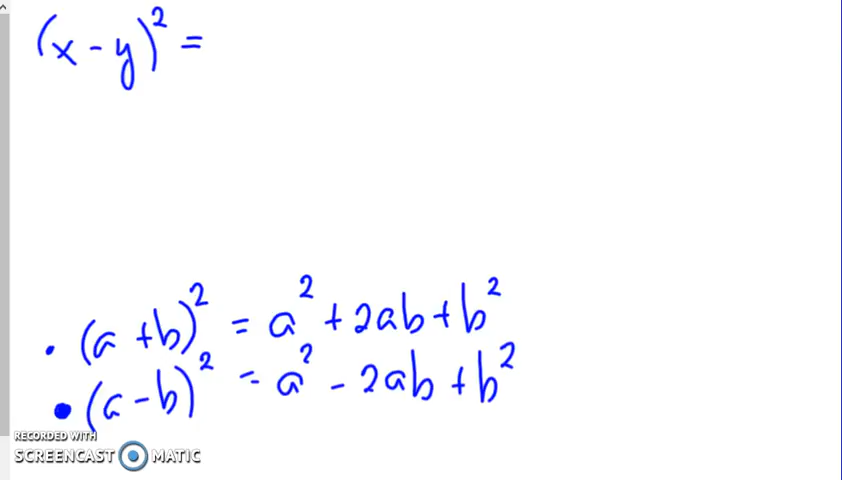 (x - y)² =
• (a + b)² = a² + 2ab + b²
• (a - b)² = a² - 2ab + b²
RECORDED WITH
SCREENCAST MATIC